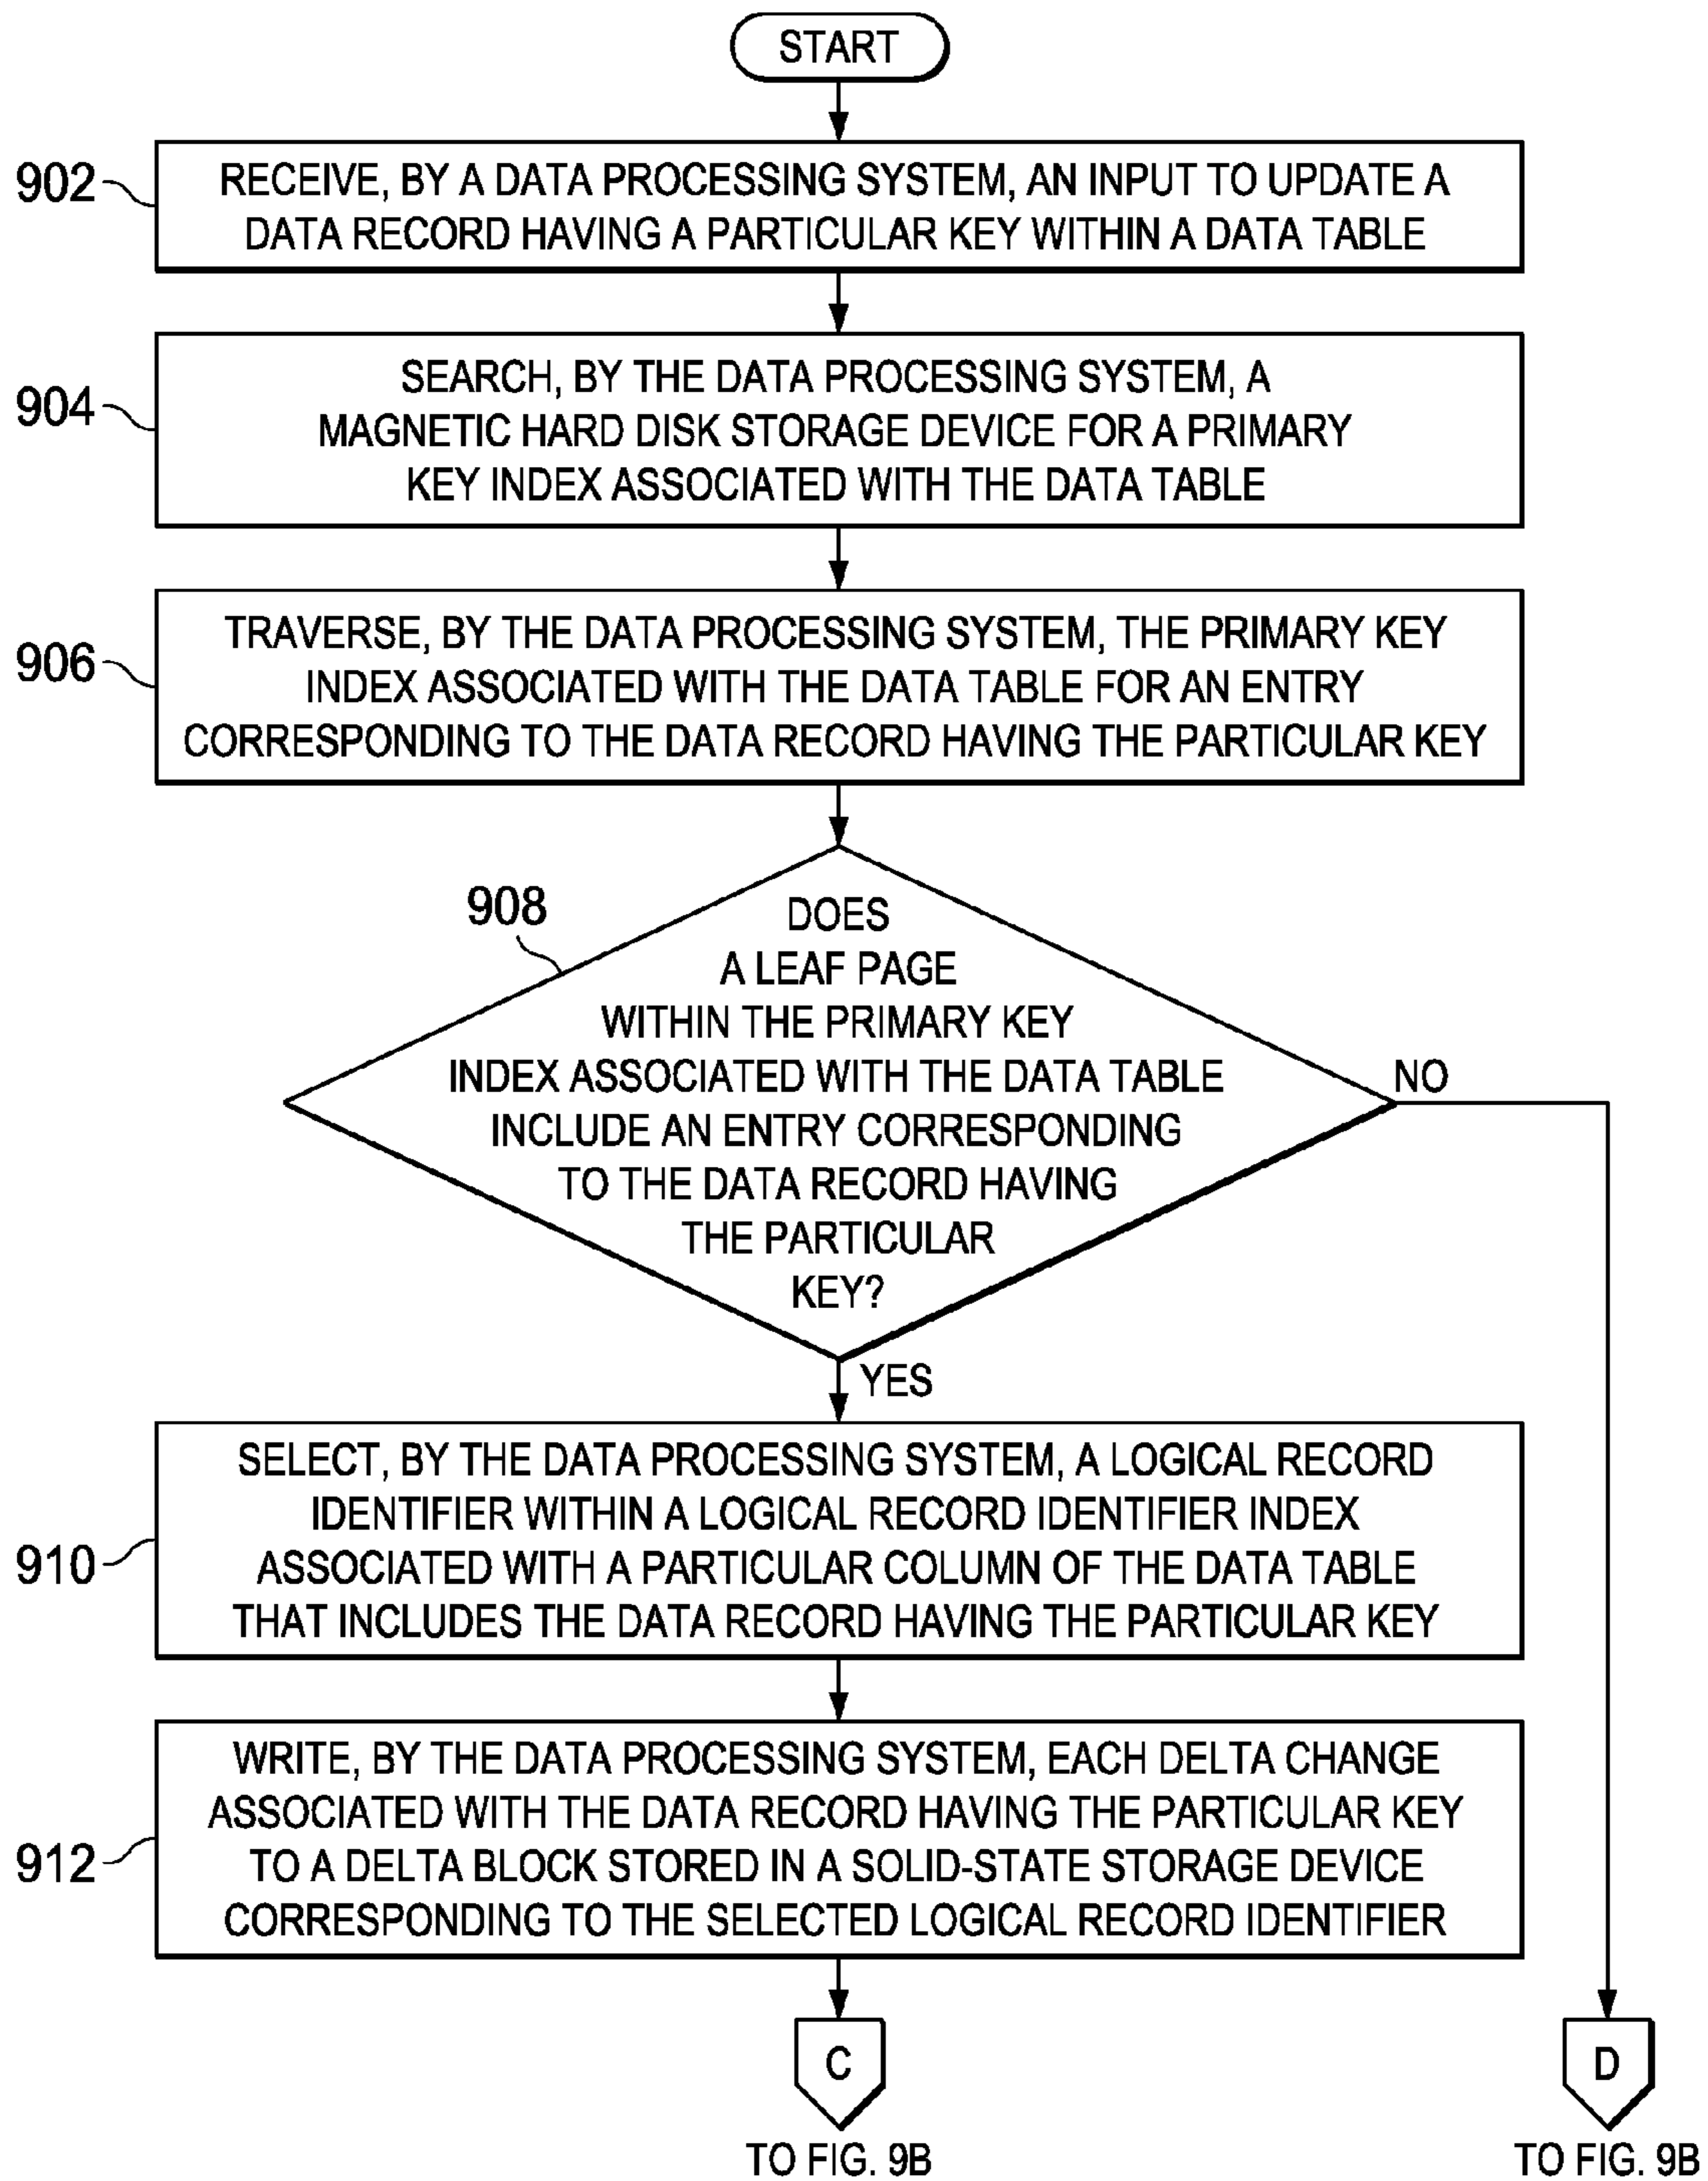 START
902
RECEIVE, BY A DATA PROCESSING SYSTEM, AN INPUT TO UPDATE A
DATA RECORD HAVING A PARTICULAR KEY WITHIN A DATA TABLE
904
SEARCH, BY THE DATA PROCESSING SYSTEM, A
MAGNETIC HARD DISK STORAGE DEVICE FOR A PRIMARY
KEY INDEX ASSOCIATED WITH THE DATA TABLE
906
TRAVERSE, BY THE DATA PROCESSING SYSTEM, THE PRIMARY KEY
INDEX ASSOCIATED WITH THE DATA TABLE FOR AN ENTRY
CORRESPONDING TO THE DATA RECORD HAVING THE PARTICULAR KEY
908
DOES
A LEAF PAGE
WITHIN THE PRIMARY KEY
INDEX ASSOCIATED WITH THE DATA TABLE
INCLUDE AN ENTRY CORRESPONDING
TO THE DATA RECORD HAVING
THE PARTICULAR
KEY?
NO
YES
910
SELECT, BY THE DATA PROCESSING SYSTEM, A LOGICAL RECORD
IDENTIFIER WITHIN A LOGICAL RECORD IDENTIFIER INDEX
ASSOCIATED WITH A PARTICULAR COLUMN OF THE DATA TABLE
THAT INCLUDES THE DATA RECORD HAVING THE PARTICULAR KEY
912
WRITE, BY THE DATA PROCESSING SYSTEM, EACH DELTA CHANGE
ASSOCIATED WITH THE DATA RECORD HAVING THE PARTICULAR KEY
TO A DELTA BLOCK STORED IN A SOLID-STATE STORAGE DEVICE
CORRESPONDING TO THE SELECTED LOGICAL RECORD IDENTIFIER
C
TO FIG. 9B
D
TO FIG. 9B